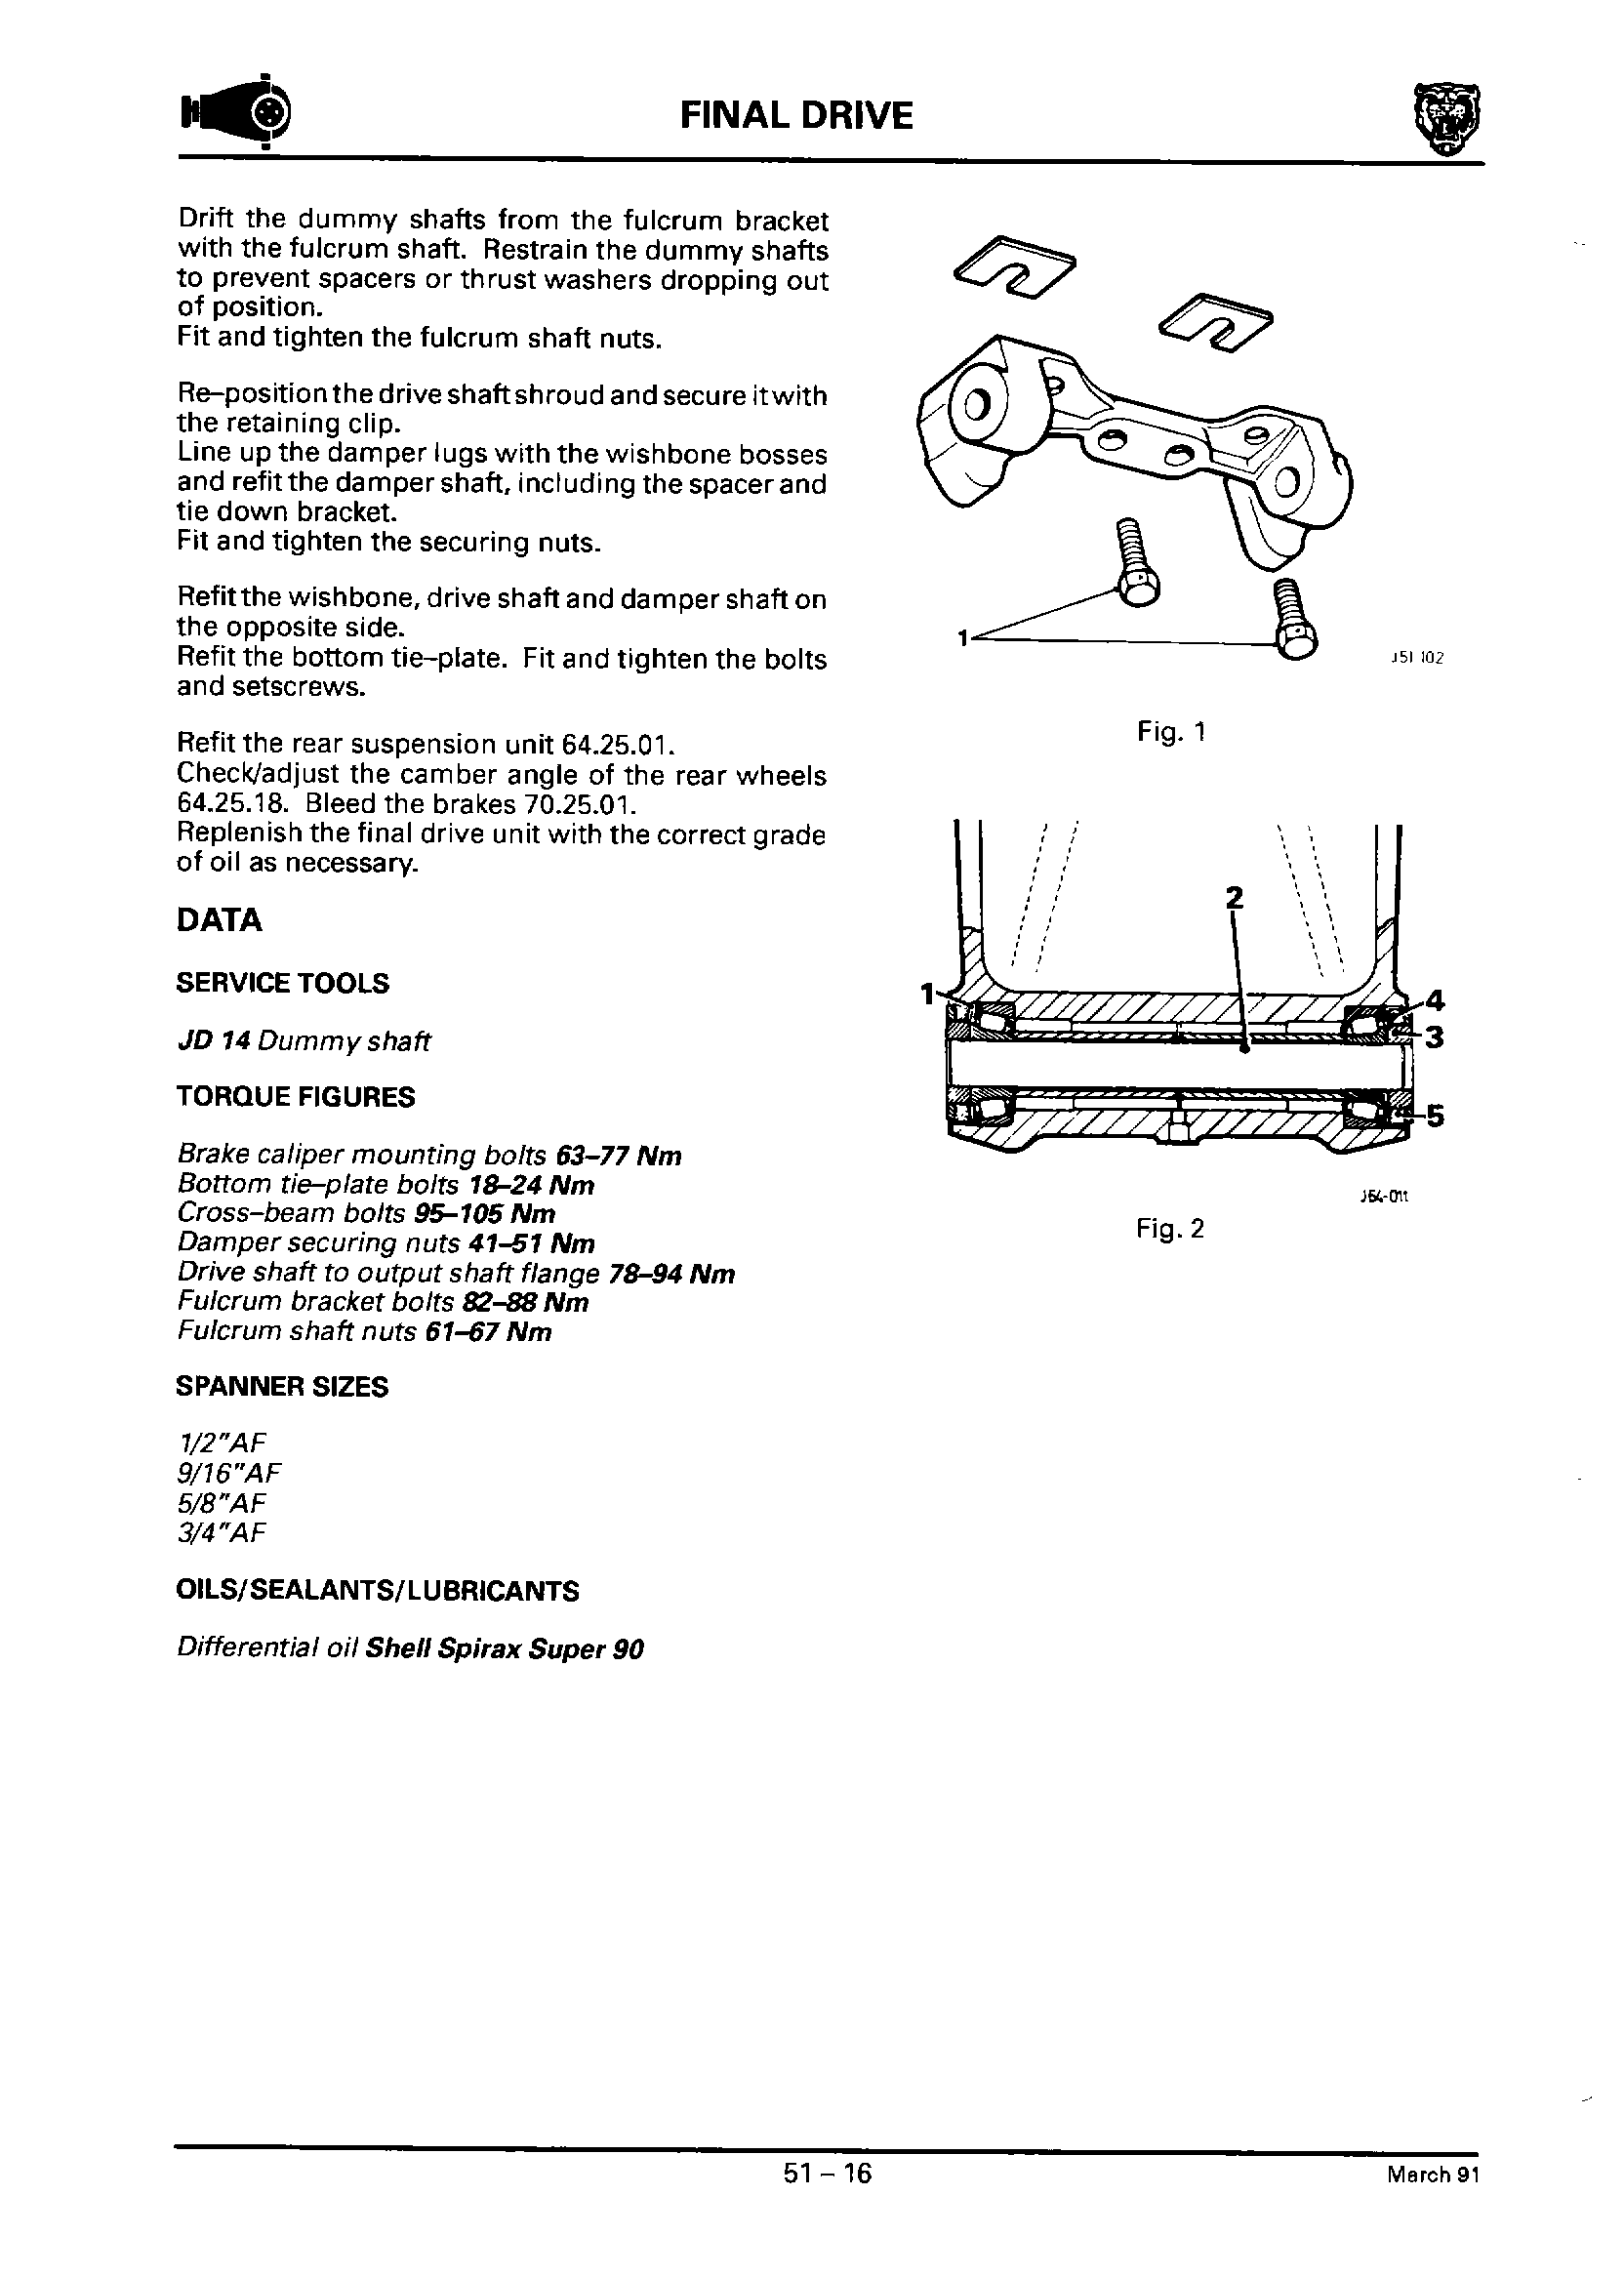 FINAL DRIVE
Drift the dummy shafts from the fulcrum bracket
with the fulcrum shaft. Restrain the dummy shafts
to prevent spacers or thrust washers dropping out
of position.
Fit and tighten the fulcrum shaft nuts.
Re–position the drive shaft shroud and secure it with
the retaining clip.
Line up the damper lugs with the wishbone bosses
and refit the damper shaft, including the spacer and
tie down bracket.
Fit and tighten the securing nuts.
Refit the wishbone, drive shaft and damper shaft on
the opposite side.
Refit the bottom tie–plate. Fit and tighten the bolts
and setscrews.
Refit the rear suspension unit 64.25.01.
Check/adjust the camber angle of the rear wheels
64.25.18. Bleed the brakes 70.25.01.
Replenish the final drive unit with the correct grade
of oil as necessary.
DATA
SERVICE TOOLS
JD 14 Dummy shaft
TORQUE FIGURES
Brake caliper mounting bolts 63–77 Nm
Bottom tie–plate bolts 18–24 Nm
Cross–beam bolts 95–105 Nm
Damper securing nuts 41–51 Nm
Drive shaft to output shaft flange 78–94 Nm
Fulcrum bracket bolts 82–88 Nm
Fulcrum shaft nuts 61–67 Nm
SPANNER SIZES
1/2"AF
9/16"AF
5/8"AF
3/4"AF
OILS/SEALANTS/LUBRICANTS
Differential oil Shell Spirax Super 90
1
J51 102
Fig. 1
2
1
4
3
5
J64-011
Fig. 2
51 – 16
March 91